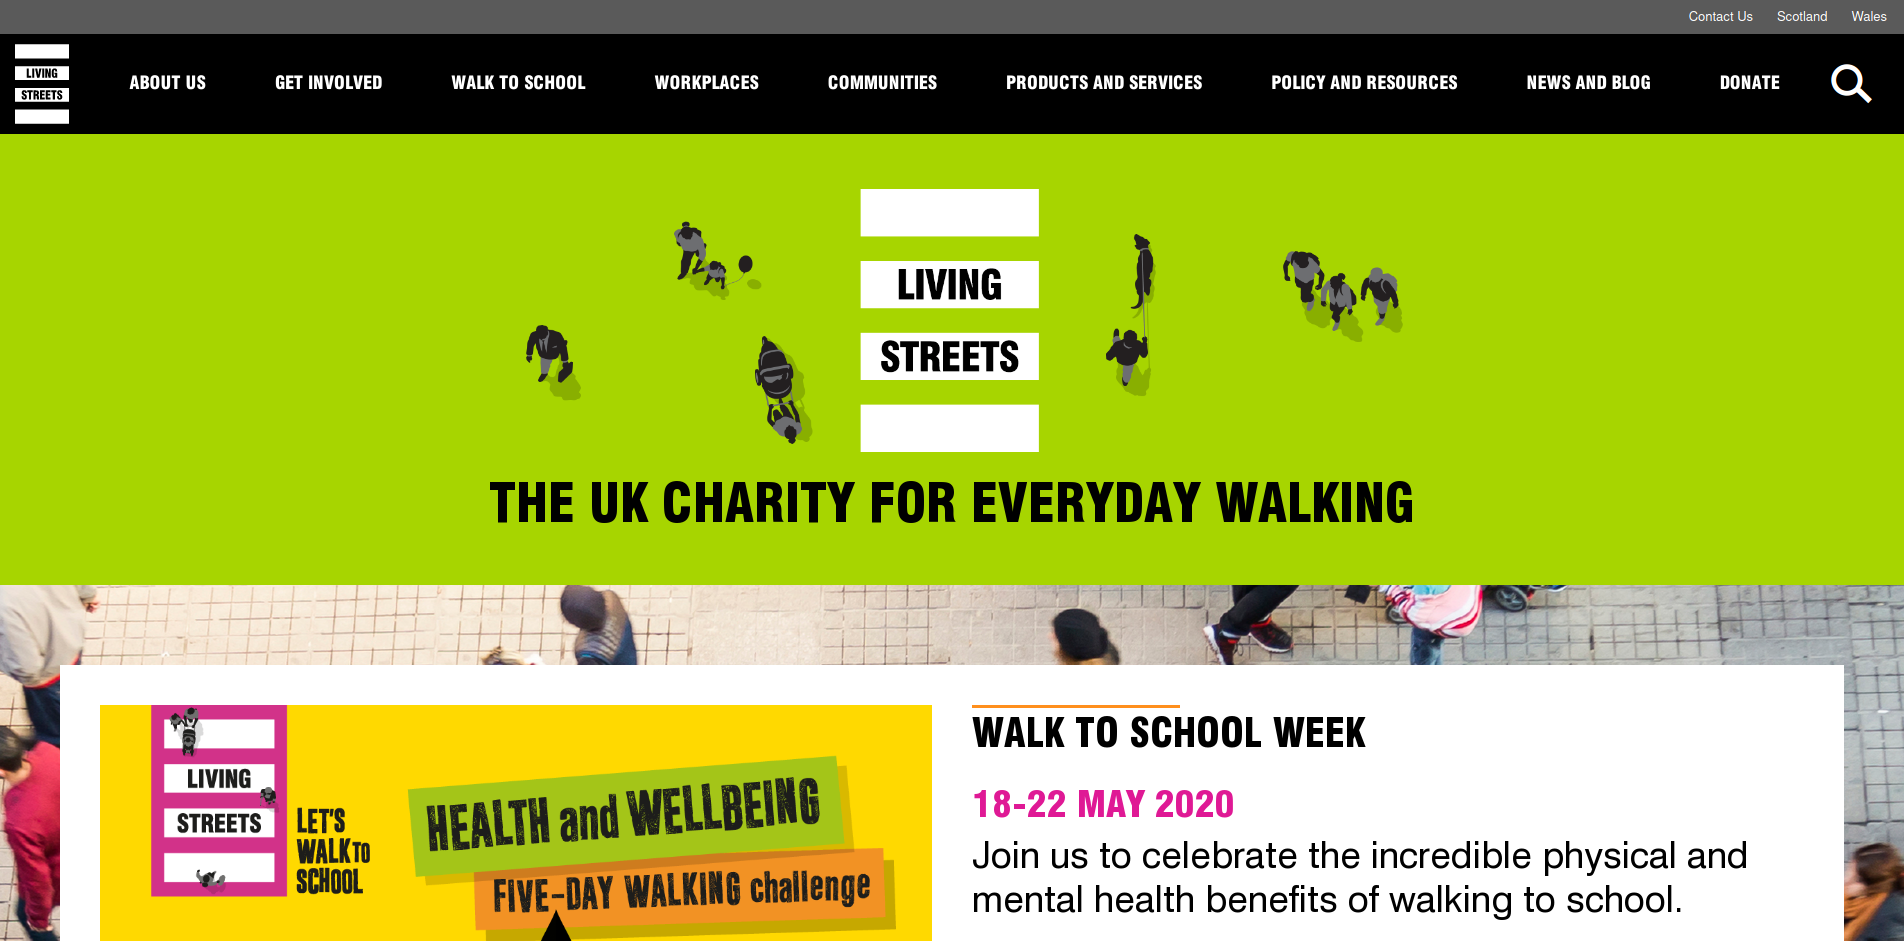 Contact Us Scotland Wales
LIVING
STREETS
ABOUT US GET INVOLVED WALK TO SCHOOL WORKPLACES COMMUNITIES PRODUCTS AND SERVICES POLICY AND RESOURCES NEWS AND BLOG DONATE
LIVING
STREETS
THE UK CHARITY FOR EVERYDAY WALKING
LIVING
STREETS
LET'S
WALK TO
SCHOOL
HEALTH and WELLBEING
FIVE-DAY WALKING challenge
WALK TO SCHOOL WEEK
18-22 MAY 2020
Join us to celebrate the incredible physical and
mental health benefits of walking to school.